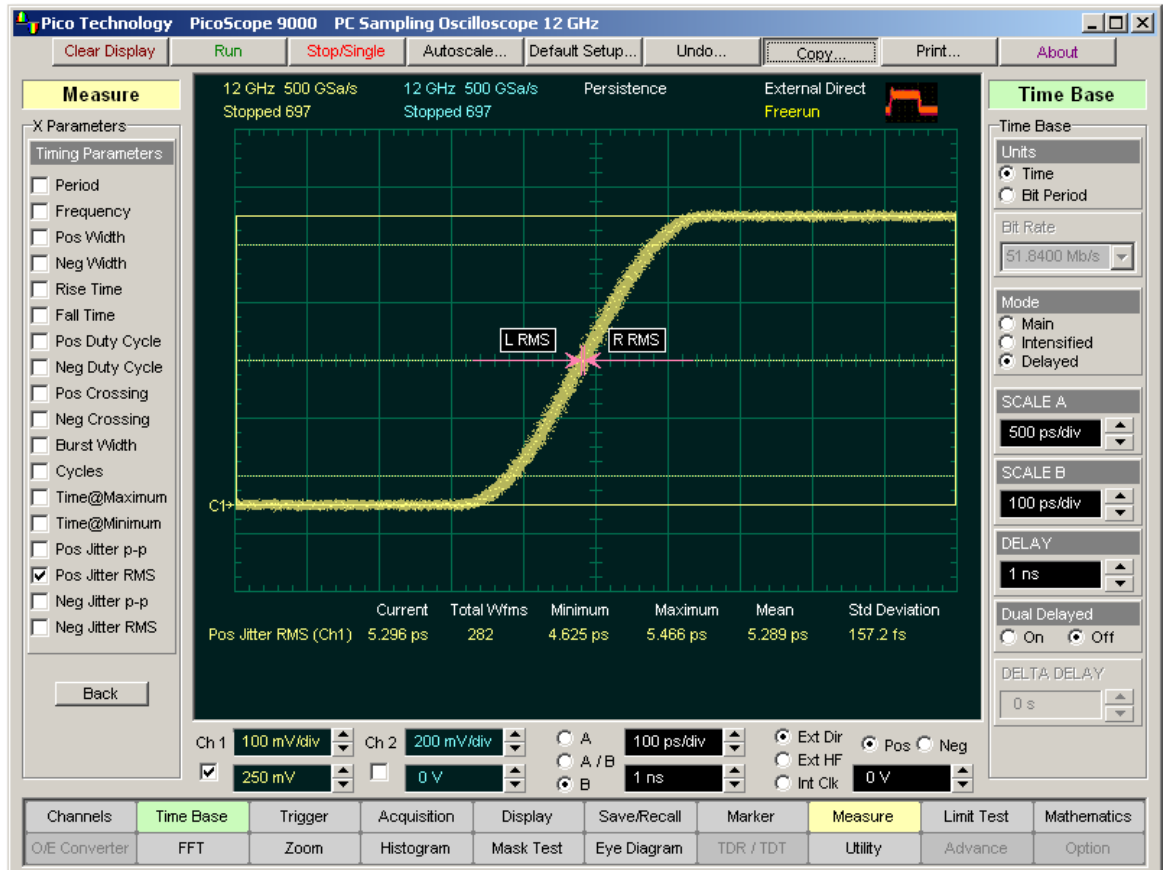 Pico Technology PicoScope 9000 PC Sampling Oscilloscope 12 GHz
Clear Display Run Stop/Single Autoscale... Default Setup... Undo... Copy... Print... About
Measure
X Parameters
Timing Parameters
Period
Frequency
Pos Width
Neg Width
Rise Time
Fall Time
Pos Duty Cycle
Neg Duty Cycle
Pos Crossing
Neg Crossing
Burst Width
Cycles
Time@Maximum
Time@Minimum
Pos Jitter p-p
Pos Jitter RMS
Neg Jitter p-p
Neg Jitter RMS
Back
12 GHz 500 GSa/s 12 GHz 500 GSa/s Persistence External Direct
Stopped 697 Stopped 697 Freerun
L RMS R RMS
C1
Current Total Wfms Minimum Maximum Mean Std Deviation
Pos Jitter RMS (Ch1) 5.296 ps 282 4.625 ps 5.466 ps 5.289 ps 157.2 fs
Time Base
Time Base
Units
Time
Bit Period
Bit Rate
51.8400 Mb/s
Mode
Main
Intensified
Delayed
SCALE A
500 ps/div
SCALE B
100 ps/div
DELAY
1 ns
Dual Delayed
On Off
DELTA DELAY
0 s
Ch 1 100 mV/div Ch 2 200 mV/div A 100 ps/div Ext Dir Pos Neg
A / B Ext HF
250 mV 0 V B 1 ns Int Clk 0 V
Channels Time Base Trigger Acquisition Display Save/Recall Marker Measure Limit Test Mathematics
O/E Converter FFT Zoom Histogram Mask Test Eye Diagram TDR / TDT Utility Advance Option